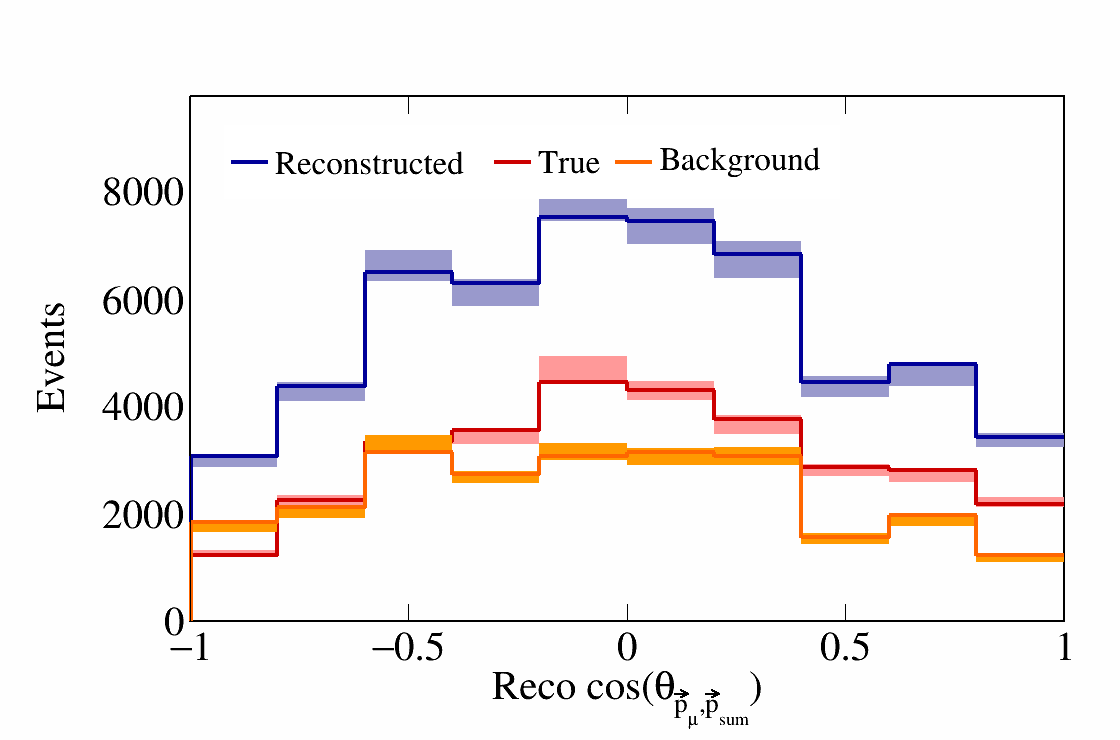 Reconstructed True Background
8000
6000
4000
2000
0
Events
−1 −0.5 0 0.5 1
Reco cos(θ p⃗μ,p⃗sum)